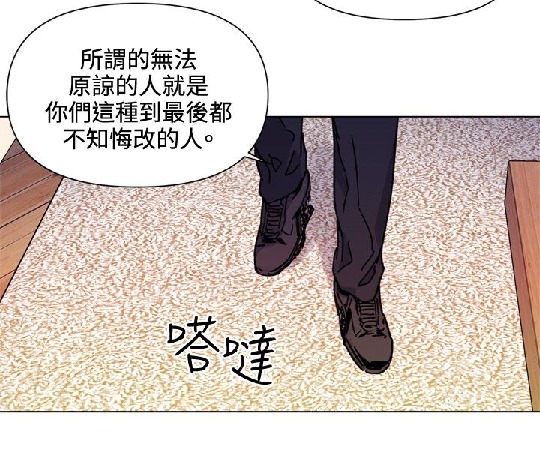 所謂的無法
原諒的人就是
你們這種到最後都
不知悔改的人。
嗒噠